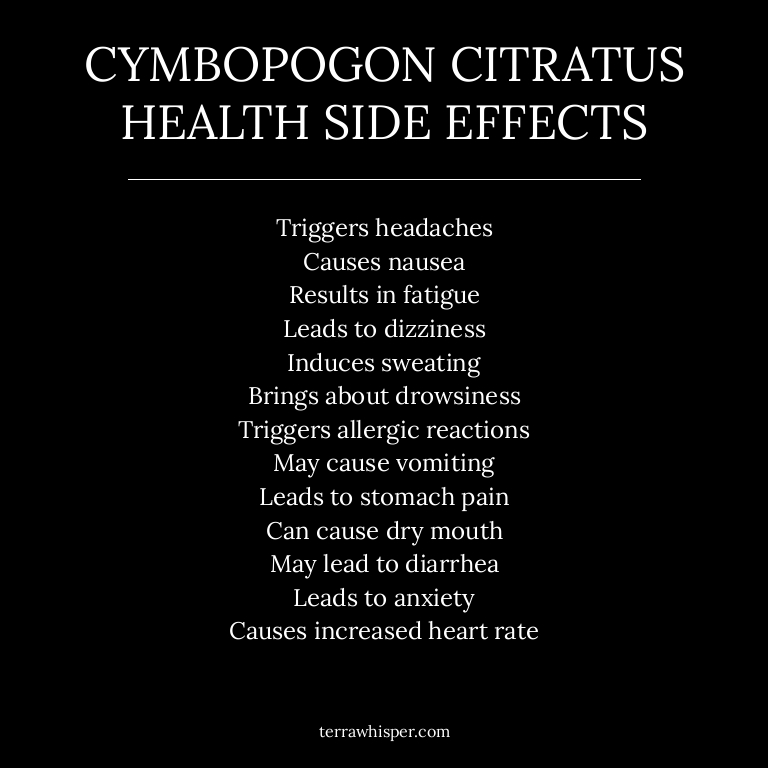 CYMBOPOGON CITRATUS
HEALTH SIDE EFFECTS
Triggers headaches
Causes nausea
Results in fatigue
Leads to dizziness
Induces sweating
Brings about drowsiness
Triggers allergic reactions
May cause vomiting
Leads to stomach pain
Can cause dry mouth
May lead to diarrhea
Leads to anxiety
Causes increased heart rate
terrawhisper.com